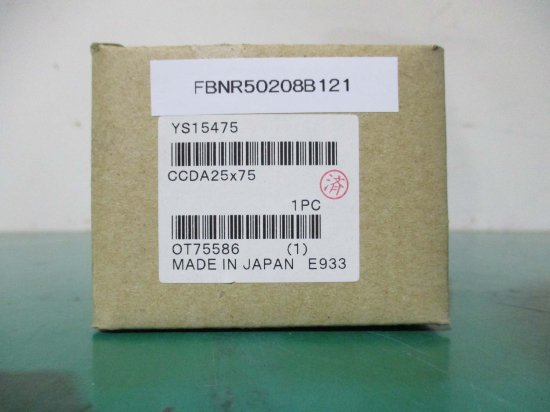 FBNR50208B121
YS15475
CCDA25x75
済
1PC
OT75586 (1)
MADE IN JAPAN E933